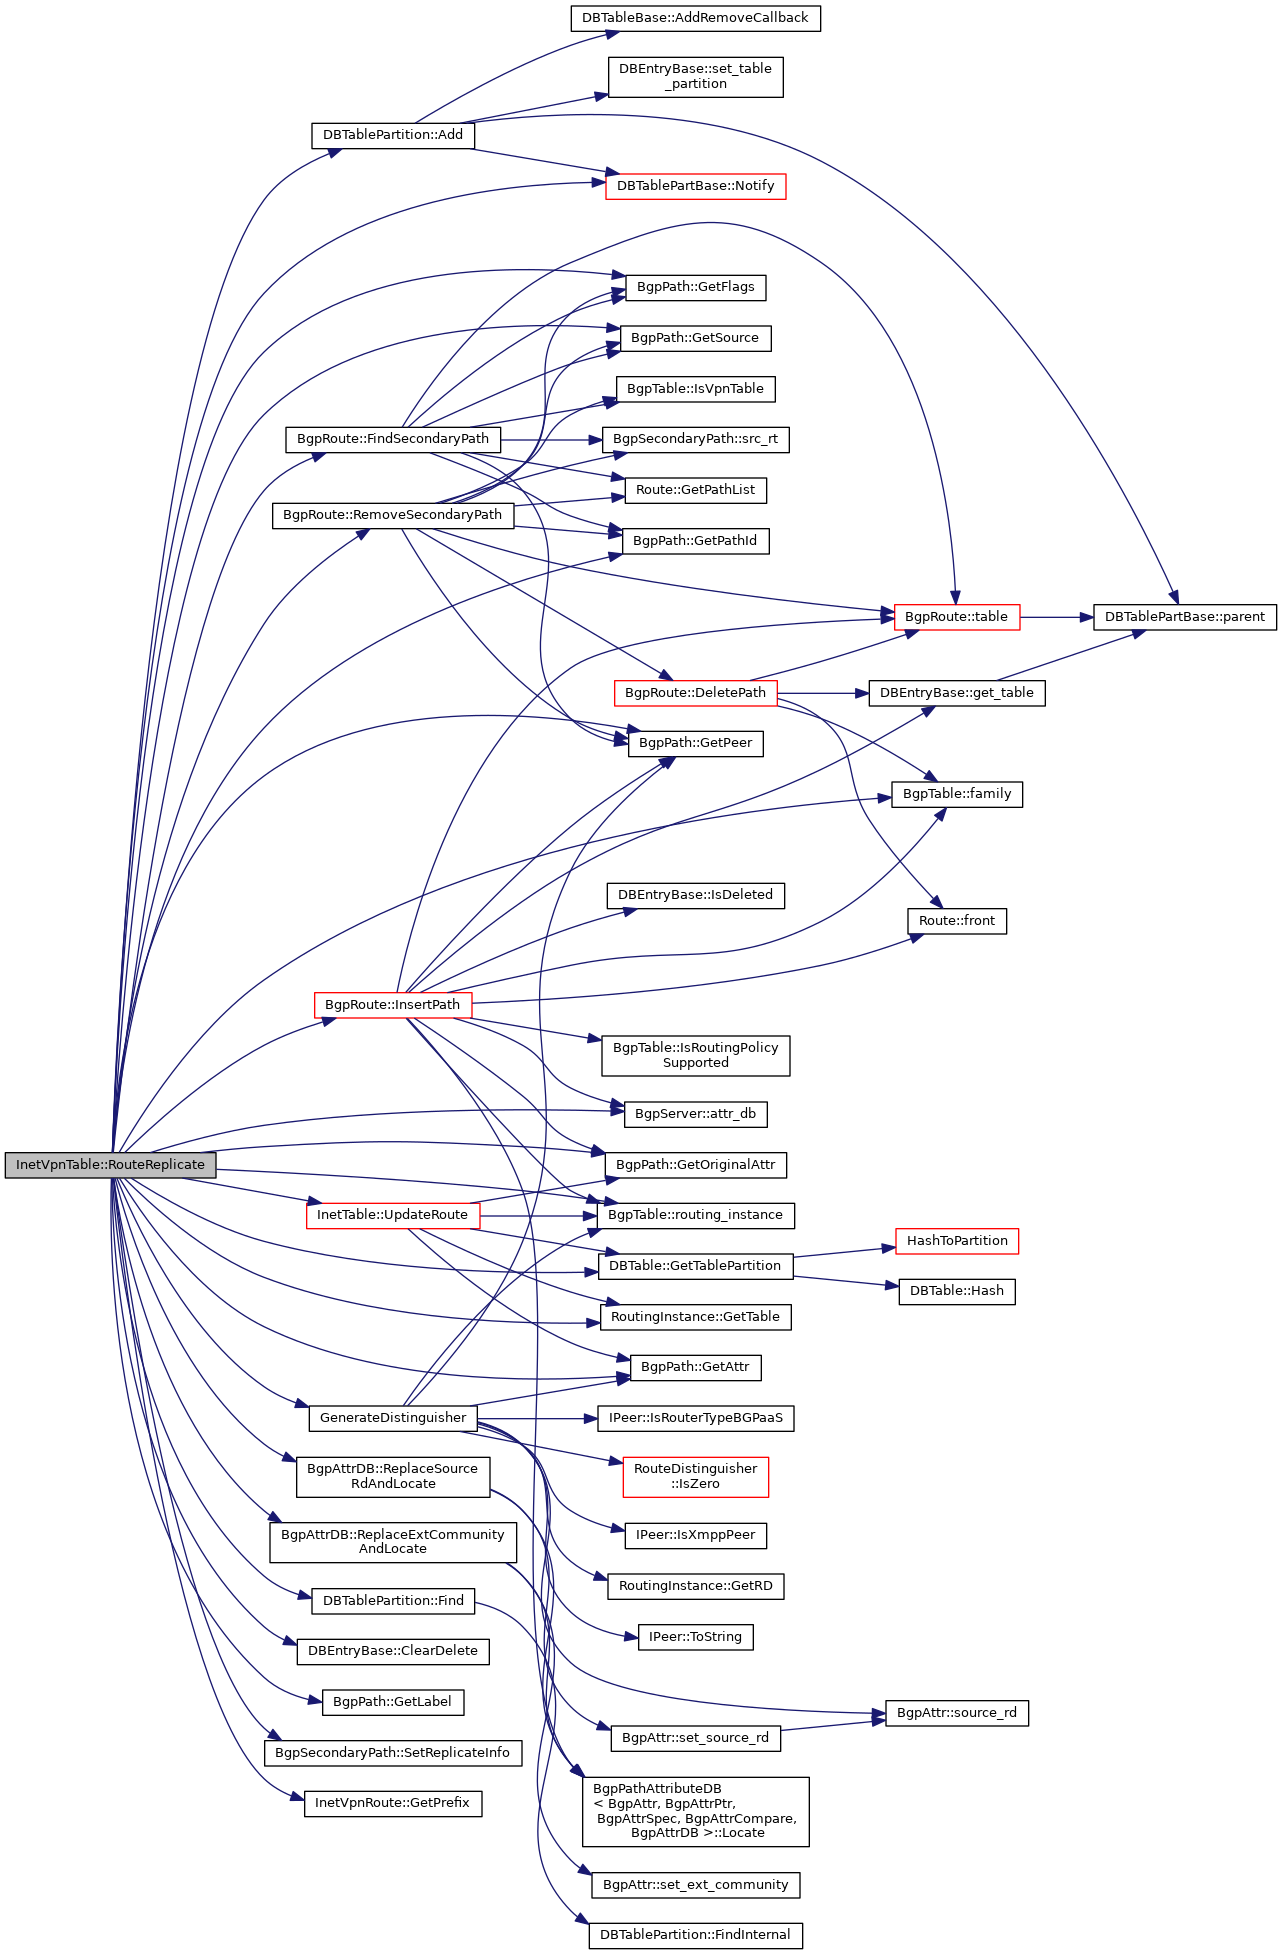 DBTableBase::AddRemoveCallback
DBEntryBase::set_table
_partition
DBTablePartition::Add
DBTablePartBase::Notify
BgpPath::GetFlags
BgpPath::GetSource
BgpTable::IsVpnTable
BgpRoute::FindSecondaryPath
BgpSecondaryPath::src_rt
Route::GetPathList
BgpRoute::RemoveSecondaryPath
BgpPath::GetPathId
BgpRoute::table
DBTablePartBase::parent
BgpRoute::DeletePath
DBEntryBase::get_table
BgpPath::GetPeer
BgpTable::family
DBEntryBase::IsDeleted
Route::front
BgpRoute::InsertPath
BgpTable::IsRoutingPolicy
Supported
BgpServer::attr_db
InetVpnTable::RouteReplicate
BgpPath::GetOriginalAttr
InetTable::UpdateRoute
BgpTable::routing_instance
HashToPartition
DBTable::GetTablePartition
DBTable::Hash
RoutingInstance::GetTable
BgpPath::GetAttr
GenerateDistinguisher
IPeer::IsRouterTypeBGPaaS
BgpAttrDB::ReplaceSource
RdAndLocate
RouteDistinguisher
::IsZero
BgpAttrDB::ReplaceExtCommunity
AndLocate
IPeer::IsXmppPeer
RoutingInstance::GetRD
DBTablePartition::Find
IPeer::ToString
DBEntryBase::ClearDelete
BgpPath::GetLabel
BgpAttr::source_rd
BgpAttr::set_source_rd
BgpSecondaryPath::SetReplicateInfo
InetVpnRoute::GetPrefix
BgpPathAttributeDB
< BgpAttr, BgpAttrPtr,
BgpAttrSpec, BgpAttrCompare,
BgpAttrDB >::Locate
BgpAttr::set_ext_community
DBTablePartition::FindInternal